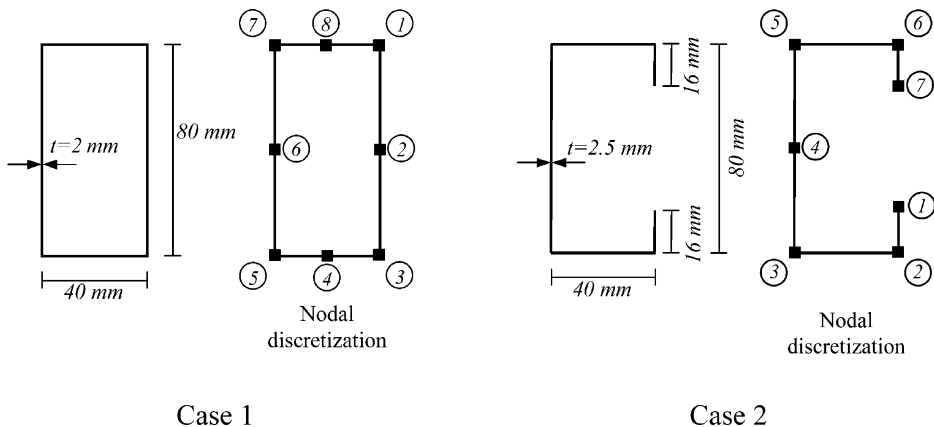 7
8
1
t=2 mm
80 mm
6
2
40 mm
5
4
3
Nodal
discretization
Case 1
5
6
16 mm
7
t=2.5 mm
80 mm
4
1
16 mm
40 mm
3
2
Nodal
discretization
Case 2